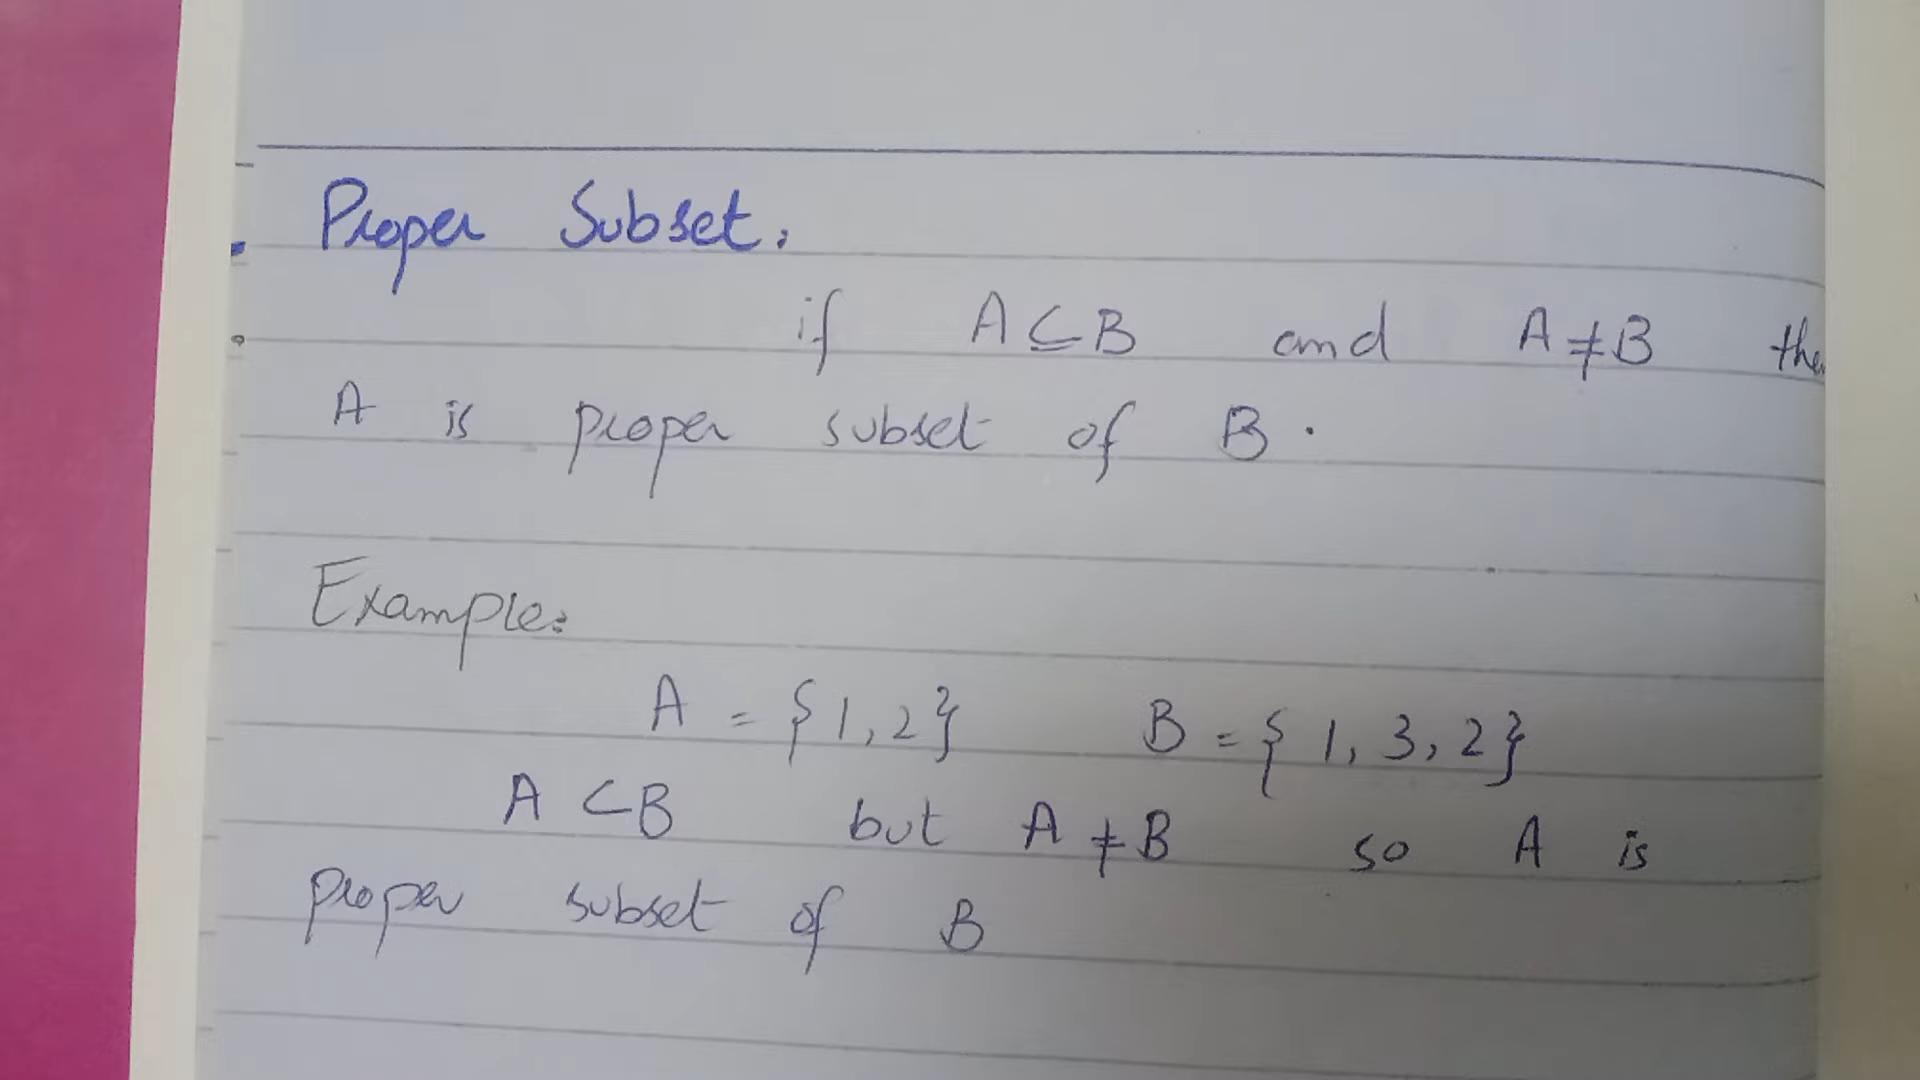 Proper Subset:
if A ⊆ B and A ≠ B then
A is proper subset of B.
Example:
A = {1, 2} B = { 1, 3, 2}
A ⊂ B but A ≠ B so A is
proper subset of B